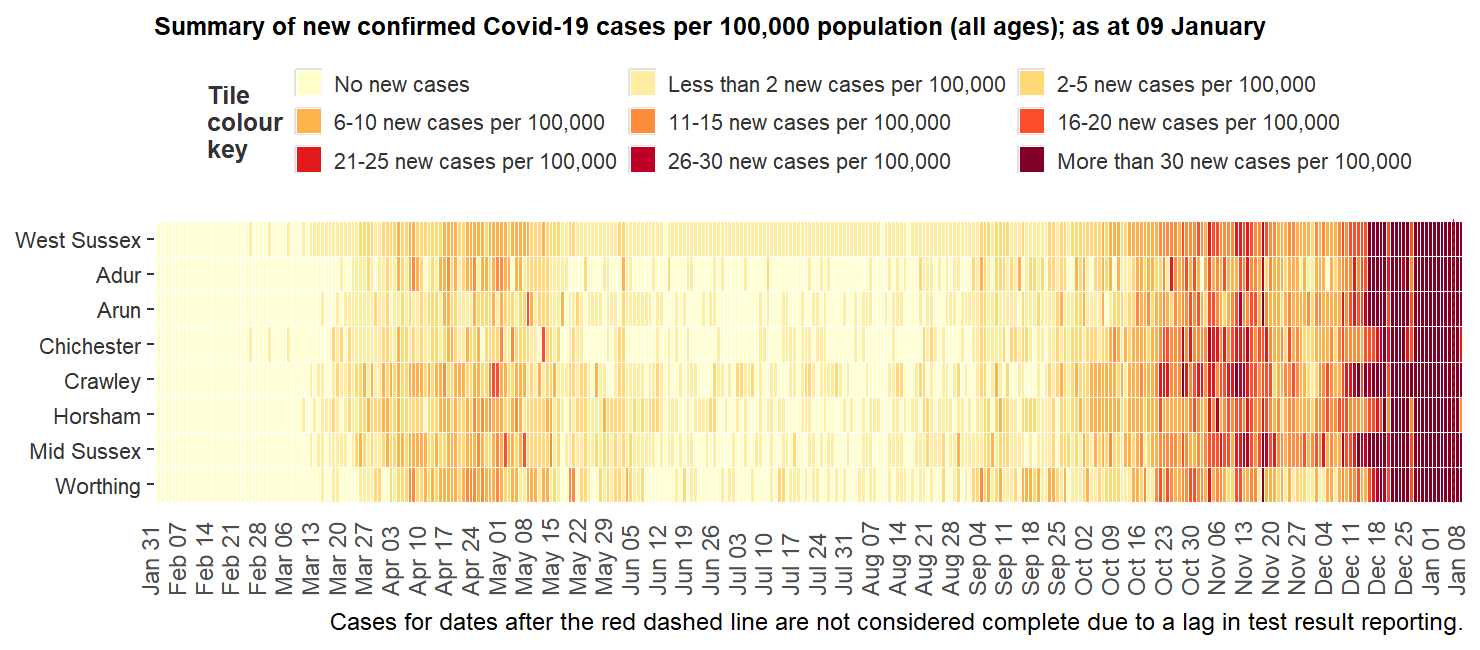 Summary of new confirmed Covid-19 cases per 100,000 population (all ages); as at 09 January
Tile
colour
key
No new cases
Less than 2 new cases per 100,000
2-5 new cases per 100,000
6-10 new cases per 100,000
11-15 new cases per 100,000
16-20 new cases per 100,000
21-25 new cases per 100,000
26-30 new cases per 100,000
More than 30 new cases per 100,000
West Sussex
Adur
Arun
Chichester
Crawley
Horsham
Mid Sussex
Worthing
Jan 31
Feb 07
Feb 14
Feb 21
Feb 28
Mar 06
Mar 13
Mar 20
Mar 27
Apr 03
Apr 10
Apr 17
Apr 24
May 01
May 08
May 15
May 22
May 29
Jun 05
Jun 12
Jun 19
Jun 26
Jul 03
Jul 10
Jul 17
Jul 24
Jul 31
Aug 07
Aug 14
Aug 21
Aug 28
Sep 04
Sep 11
Sep 18
Sep 25
Oct 02
Oct 09
Oct 16
Oct 23
Oct 30
Nov 06
Nov 13
Nov 20
Nov 27
Dec 04
Dec 11
Dec 18
Dec 25
Jan 01
Jan 08
Cases for dates after the red dashed line are not considered complete due to a lag in test result reporting.